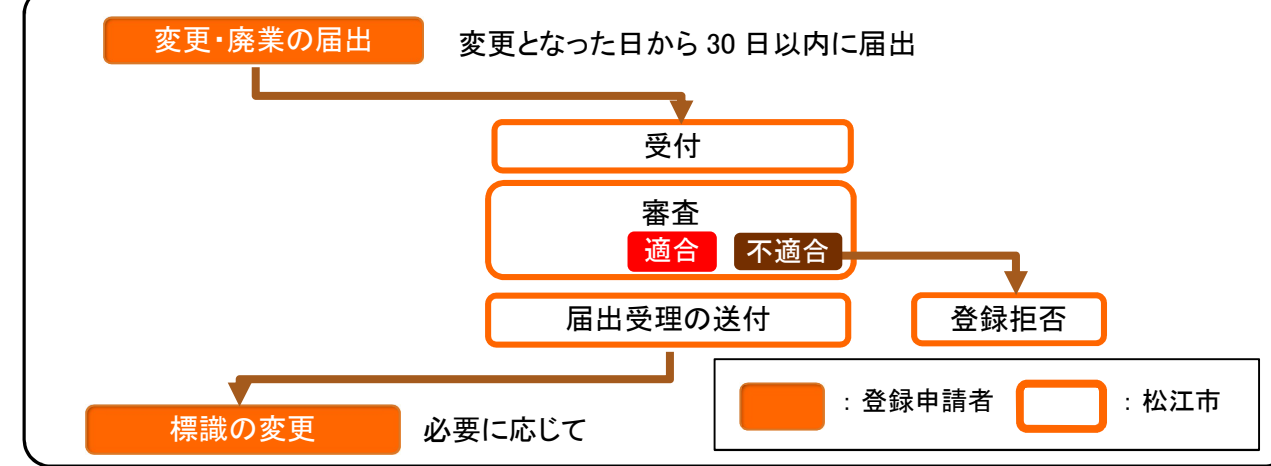 変更・廃業の届出
変更となった日から 30 日以内に届出
受付
審査
適合
不適合
届出受理の送付
登録拒否
：登録申請者
：松江市
標識の変更
必要に応じて